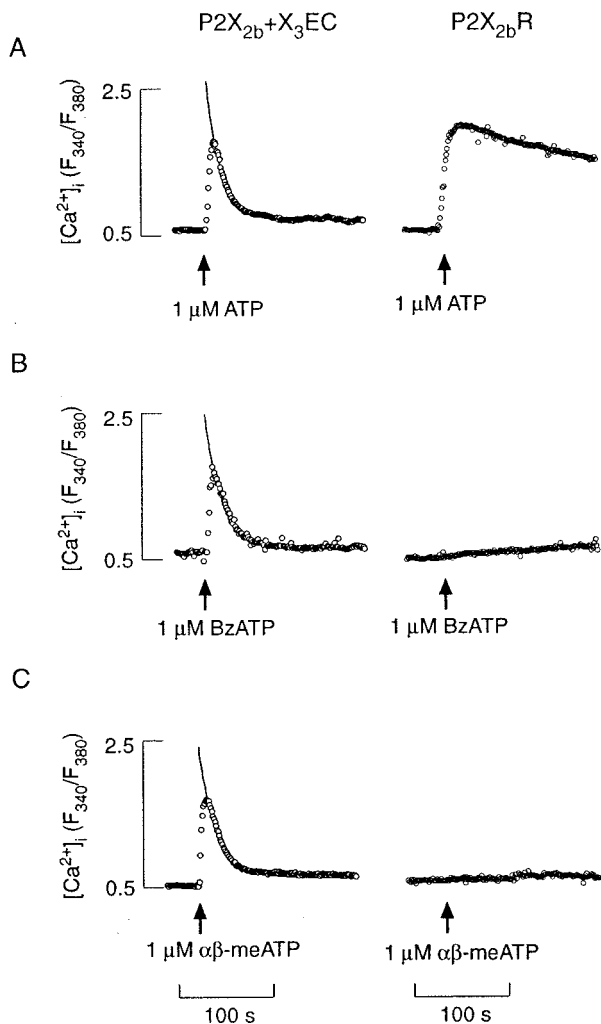 P2X2b+X3EC P2X2bR
A
2.5
[Ca2+]i (F340/F380)
0.5
1 μM ATP 1 μM ATP
B
2.5
[Ca2+]i (F340/F380)
0.5
1 μM BzATP 1 μM BzATP
C
2.5
[Ca2+]i (F340/F380)
0.5
1 μM αβ-meATP 1 μM αβ-meATP
100 s 100 s